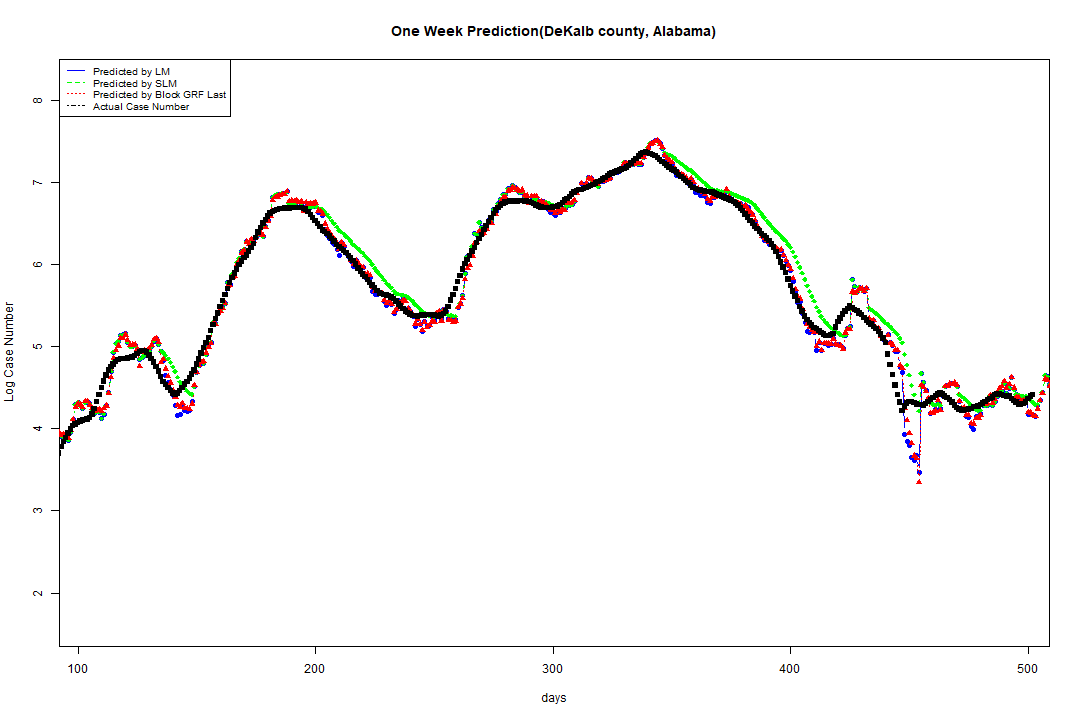 One Week Prediction(DeKalb county, Alabama)
Predicted by LM
Predicted by SLM
Predicted by Block GRF Last
Actual Case Number
8
7
6
5
4
3
2
Log Case Number
100 200 300 400 500
days